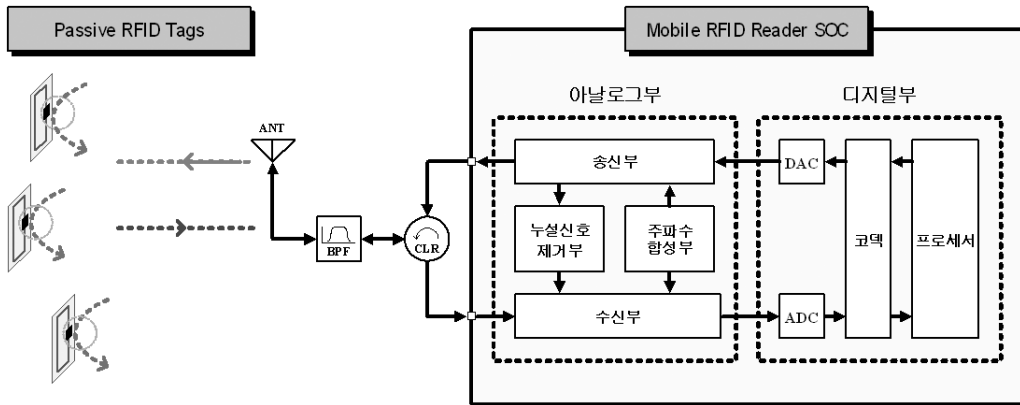 Passive RFID Tags
Mobile RFID Reader SOC
아날로그부
디지털부
ANT
송신부
DAC
BPF
CLR
누설신호
제거부
주파수
합성부
코덱
프로세서
수신부
ADC